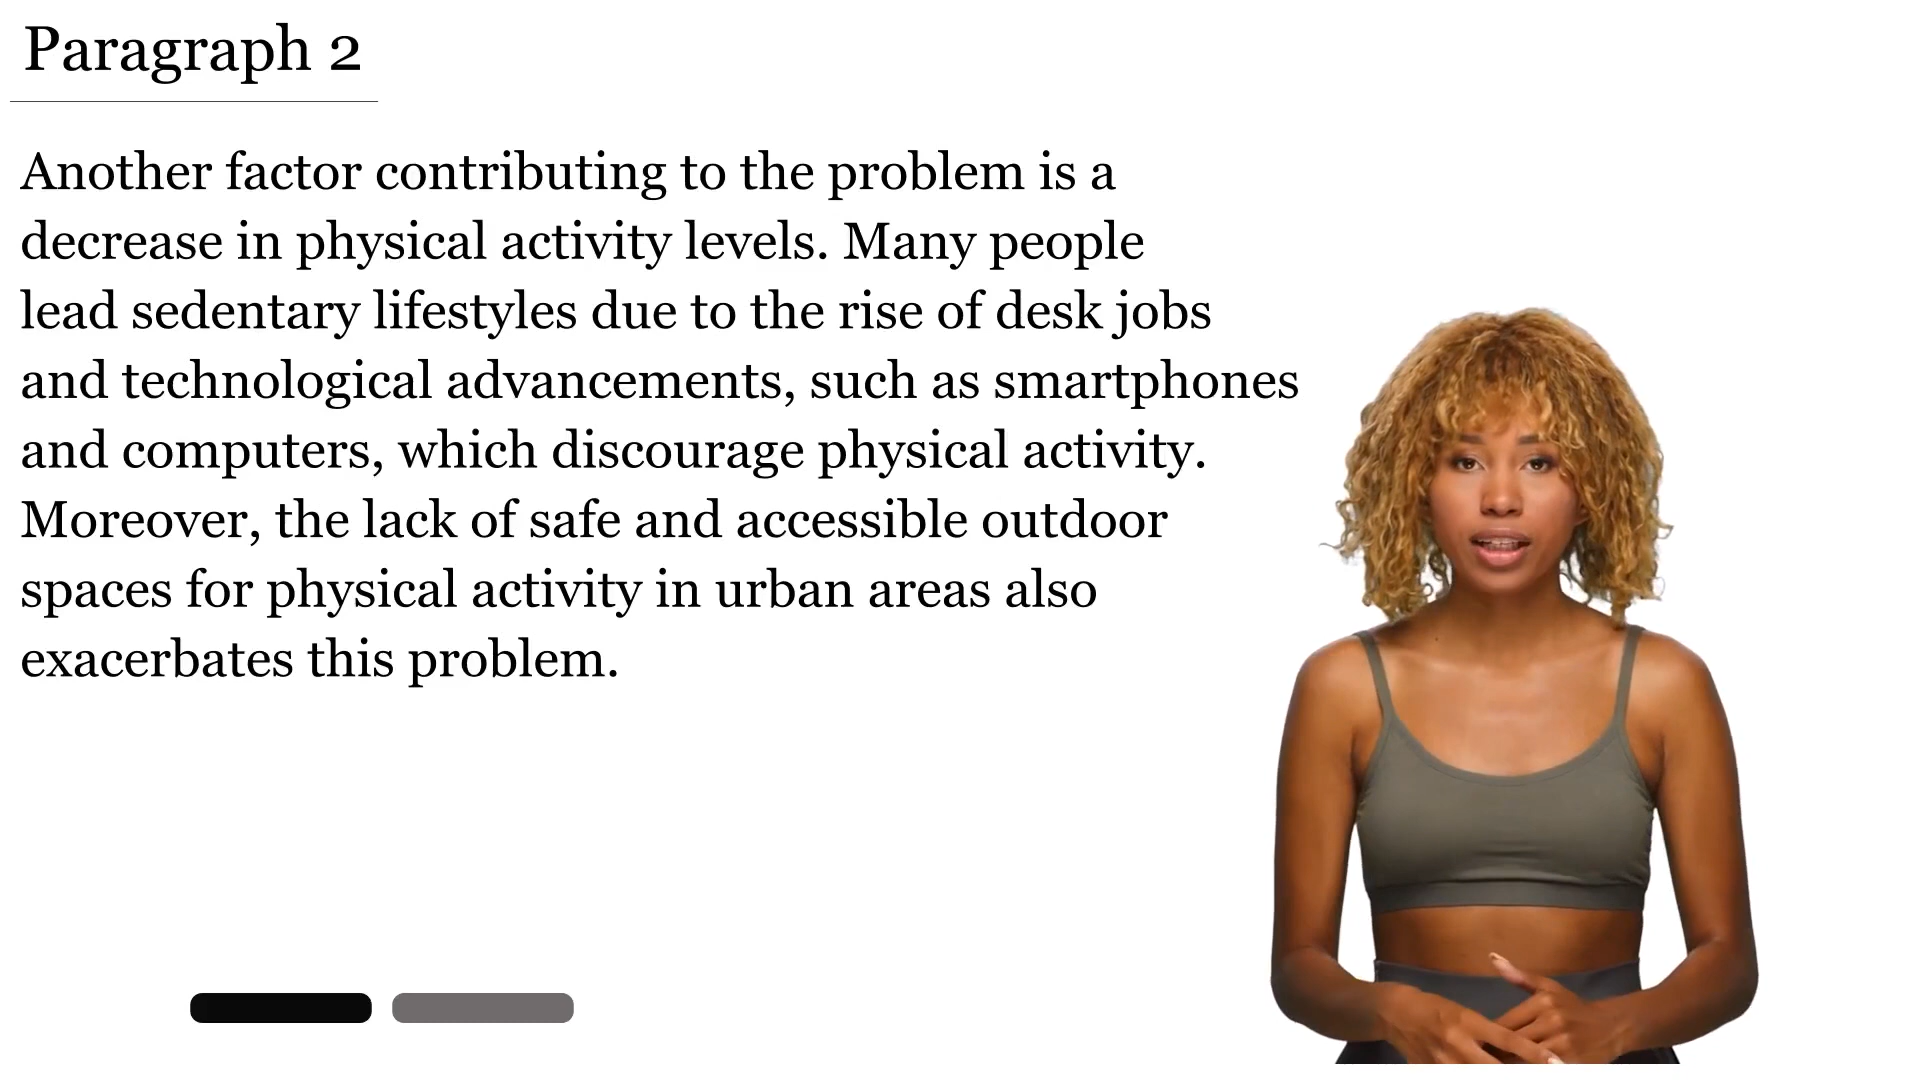 Paragraph 2
Another factor contributing to the problem is a
decrease in physical activity levels. Many people
lead sedentary lifestyles due to the rise of desk jobs
and technological advancements, such as smartphones
and computers, which discourage physical activity.
Moreover, the lack of safe and accessible outdoor
spaces for physical activity in urban areas also
exacerbates this problem.